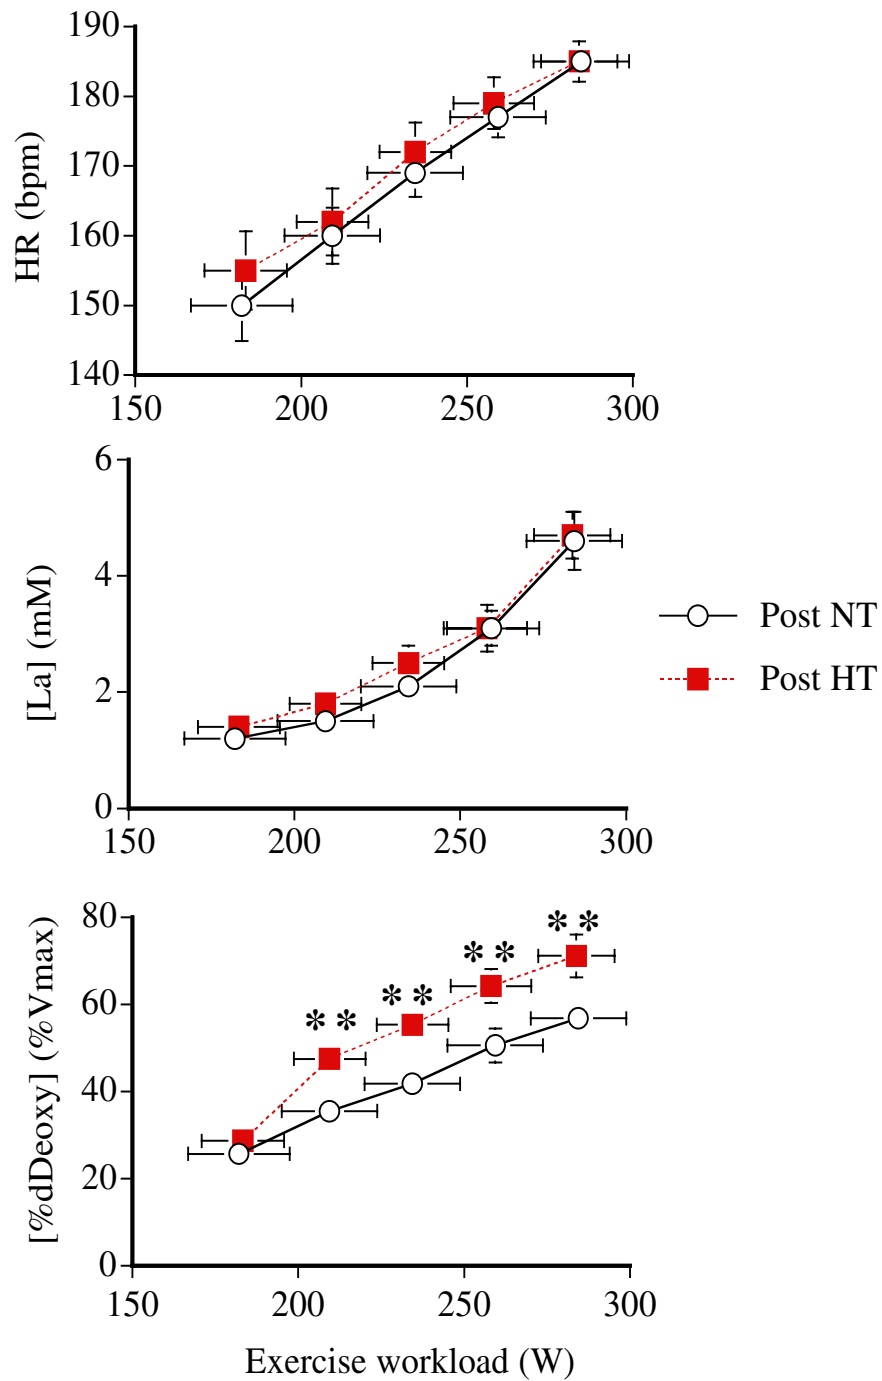 190
180
170
160
150
140
HR (bpm)
150 200 250 300
6
4
2
0
[La] (mM)
150 200 250 300
Post NT
Post HT
80
60
40
20
0
[%dDeoxy] (%Vmax)
** ** ** **
150 200 250 300
Exercise workload (W)